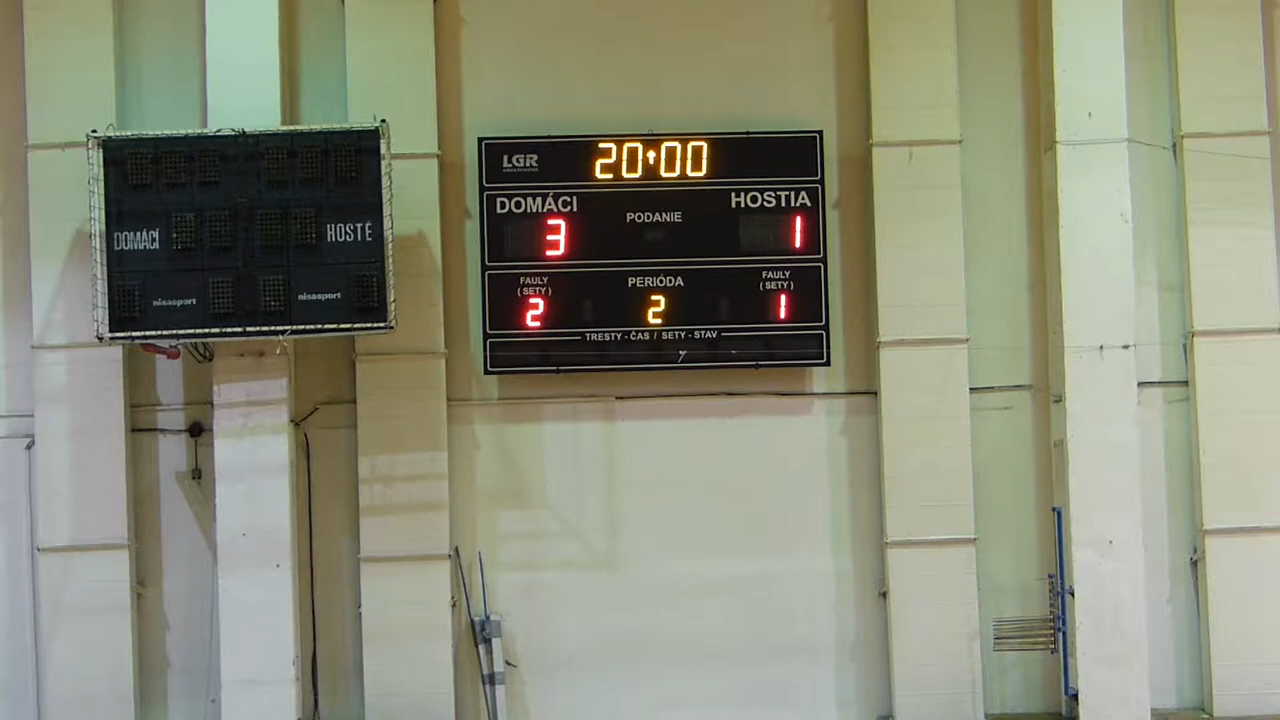 DOMÁCÍ HOSTÉ
nisasport nisasport
LGR
20:00
DOMÁCI HOSTIA
PODANIE
3 1
FAULY PERIÓDA FAULY
(SETY) (SETY)
2 2 1
TRESTY - ČAS / SETY - STAV